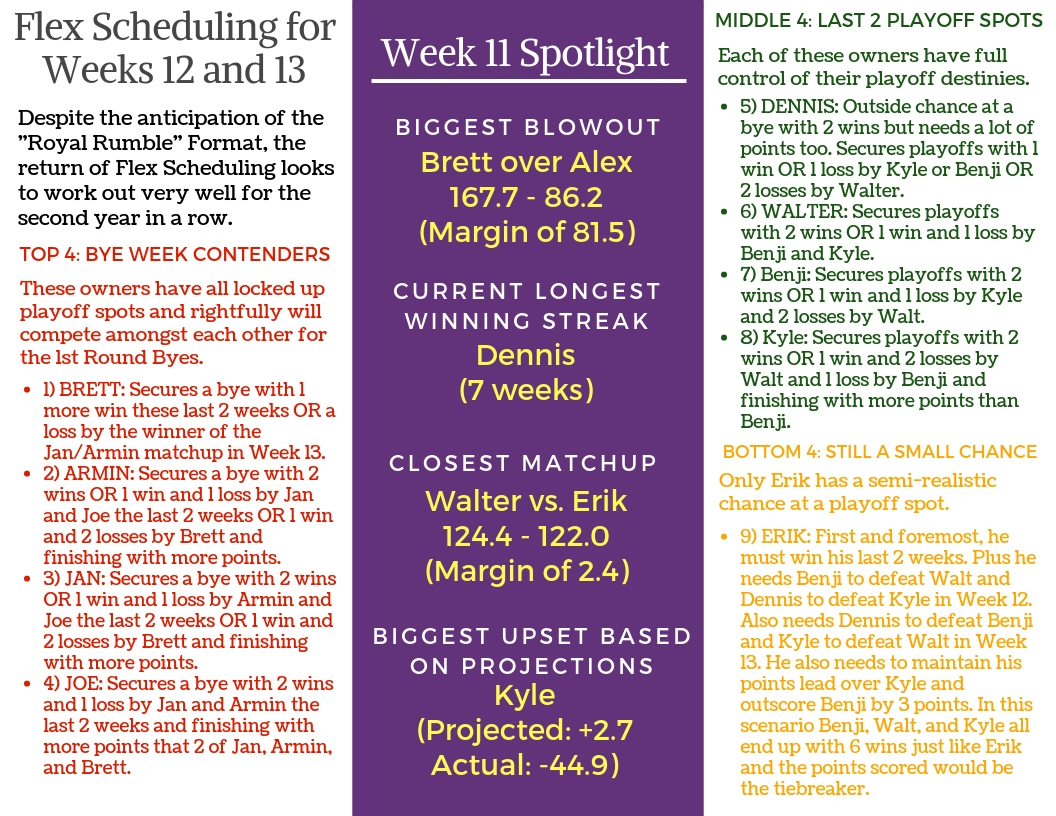 Flex Scheduling for
Weeks 12 and 13
Despite the anticipation of the
"Royal Rumble" Format, the
return of Flex Scheduling looks
to work out very well for the
second year in a row.
TOP 4: BYE WEEK CONTENDERS
These owners have all locked up
playoff spots and rightfully will
compete amongst each other for
the 1st Round Byes.
• 1) BRETT: Secures a bye with 1
more win these last 2 weeks OR a
loss by the winner of the
Jan/Armin matchup in Week 13.
• 2) ARMIN: Secures a bye with 2
wins OR 1 win and 1 loss by Jan
and Joe the last 2 weeks OR 1 win
and 2 losses by Brett and
finishing with more points.
• 3) JAN: Secures a bye with 2 wins
OR 1 win and 1 loss by Armin and
Joe the last 2 weeks OR 1 win and
2 losses by Brett and finishing
with more points.
• 4) JOE: Secures a bye with 2 wins
and 1 loss by Jan and Armin the
last 2 weeks and finishing with
more points that 2 of Jan, Armin,
and Brett.
Week 11 Spotlight
BIGGEST BLOWOUT
Brett over Alex
167.7 - 86.2
(Margin of 81.5)
CURRENT LONGEST
WINNING STREAK
Dennis
(7 weeks)
CLOSEST MATCHUP
Walter vs. Erik
124.4 - 122.0
(Margin of 2.4)
BIGGEST UPSET BASED
ON PROJECTIONS
Kyle
(Projected: +2.7
Actual: -44.9)
MIDDLE 4: LAST 2 PLAYOFF SPOTS
Each of these owners have full
control of their playoff destinies.
• 5) DENNIS: Outside chance at a
bye with 2 wins but needs a lot of
points too. Secures playoffs with 1
win OR 1 loss by Kyle or Benji OR
2 losses by Walter.
• 6) WALTER: Secures playoffs
with 2 wins OR 1 win and 1 loss by
Benji and Kyle.
• 7) Benji: Secures playoffs with 2
wins OR 1 win and 1 loss by Kyle
and 2 losses by Walt.
• 8) Kyle: Secures playoffs with 2
wins OR 1 win and 2 losses by
Walt and 1 loss by Benji and
finishing with more points than
Benji.
BOTTOM 4: STILL A SMALL CHANCE
Only Erik has a semi-realistic
chance at a playoff spot.
• 9) ERIK: First and foremost, he
must win his last 2 weeks. Plus he
needs Benji to defeat Walt and
Dennis to defeat Kyle in Week 12.
Also needs Dennis to defeat Benji
and Kyle to defeat Walt in Week
13. He also needs to maintain his
points lead over Kyle and
outscore Benji by 3 points. In this
scenario Benji, Walt, and Kyle all
end up with 6 wins just like Erik
and the points scored would be
the tiebreaker.